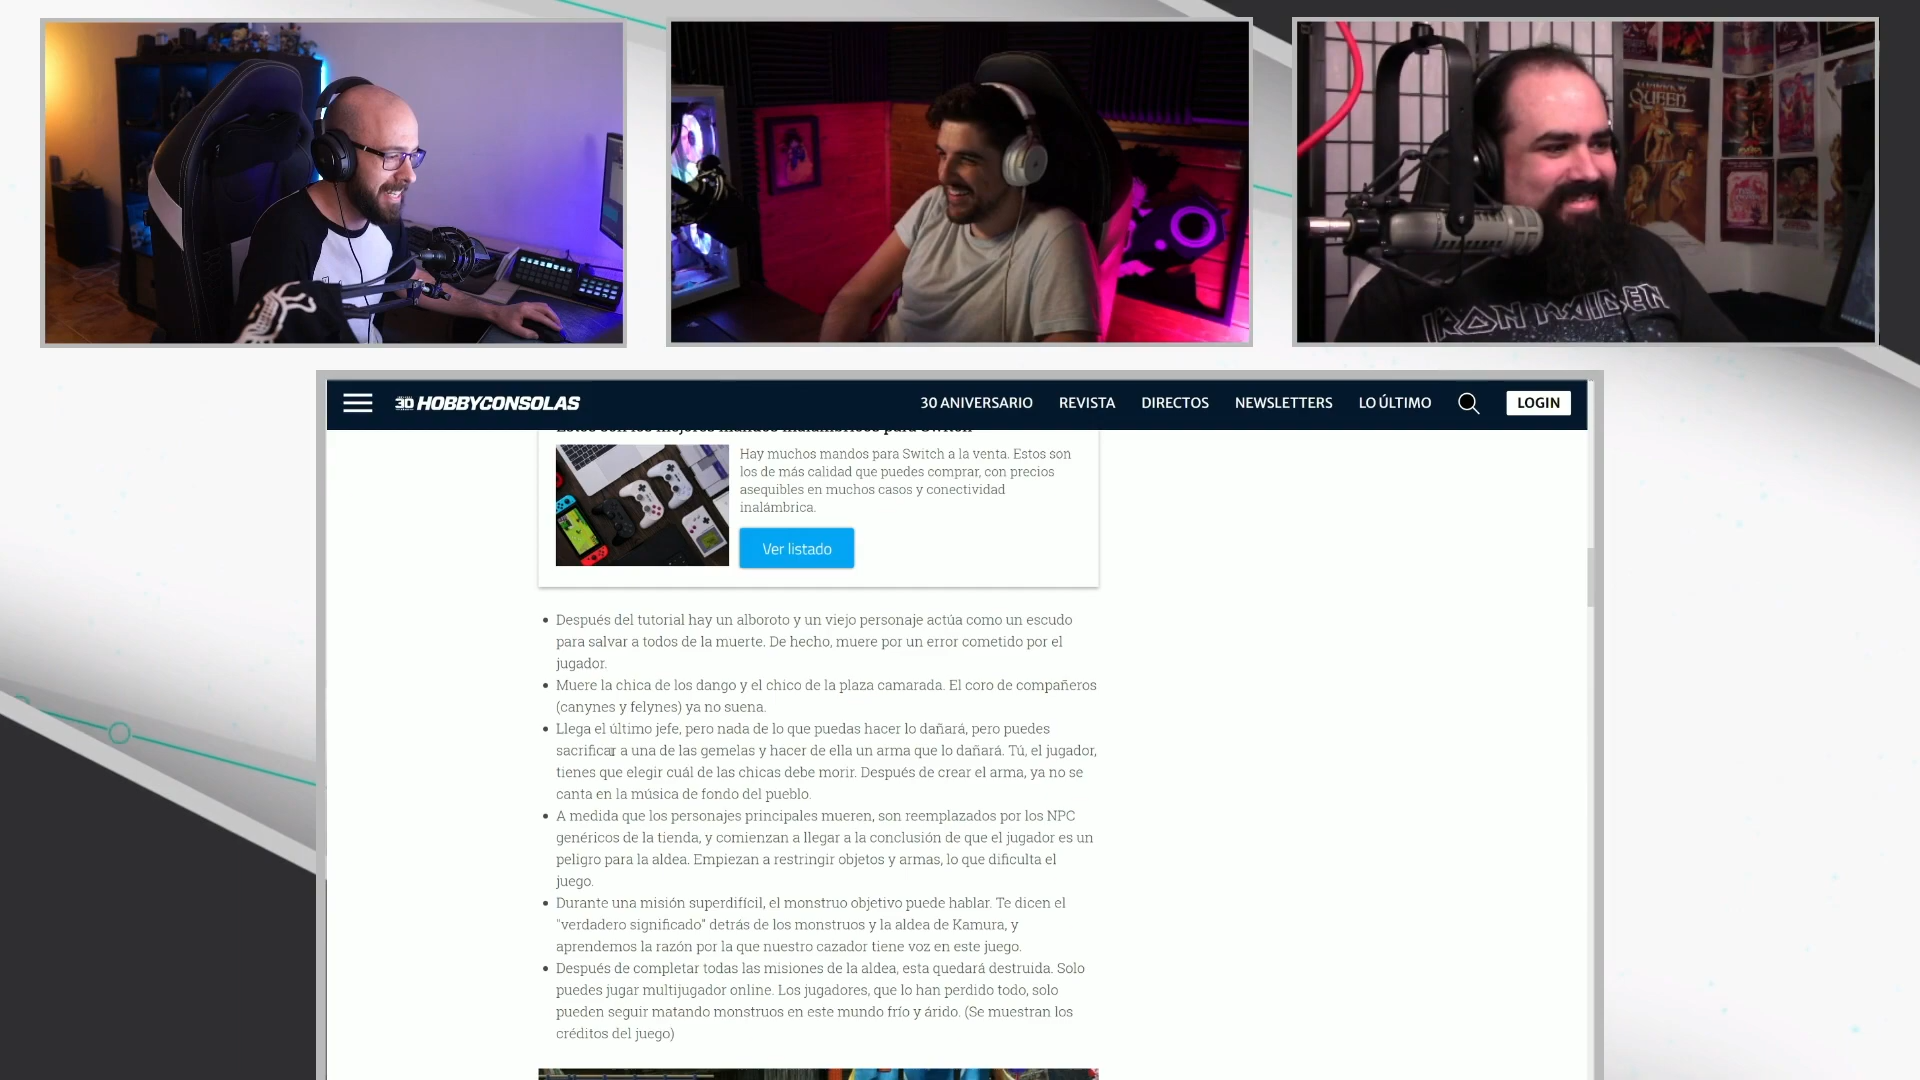 QUEEN
IRON MAIDEN
30 HOBBYCONSOLAS
30 ANIVERSARIO REVISTA DIRECTOS NEWSLETTERS LO ÚLTIMO LOGIN
Estos son los mejores mandos inalámbricos para Switch
Hay muchos mandos para Switch a la venta. Estos son
los de más calidad que puedes comprar, con precios
asequibles en muchos casos y conectividad
inalámbrica.
Ver listado
Después del tutorial hay un alboroto y un viejo personaje actúa como un escudo
para salvar a todos de la muerte. De hecho, muere por un error cometido por el
jugador.
Muere la chica de los dango y el chico de la plaza camarada. El coro de compañeros
(canynes y felynes) ya no suena.
Llega el último jefe, pero nada de lo que puedas hacer lo dañará, pero puedes
sacrificar a una de las gemelas y hacer de ella un arma que lo dañará. Tú, el jugador,
tienes que elegir cuál de las chicas debe morir. Después de crear el arma, ya no se
canta en la música de fondo del pueblo.
A medida que los personajes principales mueren, son reemplazados por los NPC
genéricos de la tienda, y comienzan a llegar a la conclusión de que el jugador es un
peligro para la aldea. Empiezan a restringir objetos y armas, lo que dificulta el
juego.
Durante una misión superdifícil, el monstruo objetivo puede hablar. Te dicen el
"verdadero significado" detrás de los monstruos y la aldea de Kamura, y
aprendemos la razón por la que nuestro cazador tiene voz en este juego.
Después de completar todas las misiones de la aldea, esta quedará destruida. Solo
puedes jugar multijugador online. Los jugadores, que lo han perdido todo, solo
pueden seguir matando monstruos en este mundo frío y árido. (Se muestran los
créditos del juego)